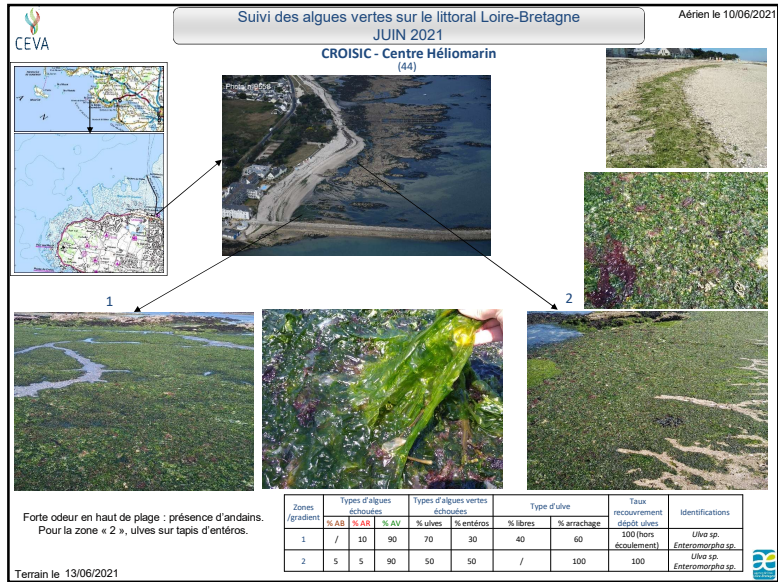 CEVA
Suivi des algues vertes sur le littoral Loire-Bretagne
JUIN 2021
Aérien le 10/06/2021
CROISIC - Centre Héliomarin
(44)
1
2
Forte odeur en haut de plage : présence d'andains.
Pour la zone « 2 », ulves sur tapis d'entéros.
Zones /gradient Types d'algues échouées Types d'algues vertes échouées Type d'ulve Taux recouvrement dépôt ulves Identifications
% AB % AR % AV % ulves % entéros % libres % arrachage
1 / 10 90 70 30 40 60 100 (hors écoulement) Ulva sp. Enteromorpha sp.
2 5 5 90 50 50 / 100 100 Ulva sp. Enteromorpha sp.
Terrain le 13/06/2021